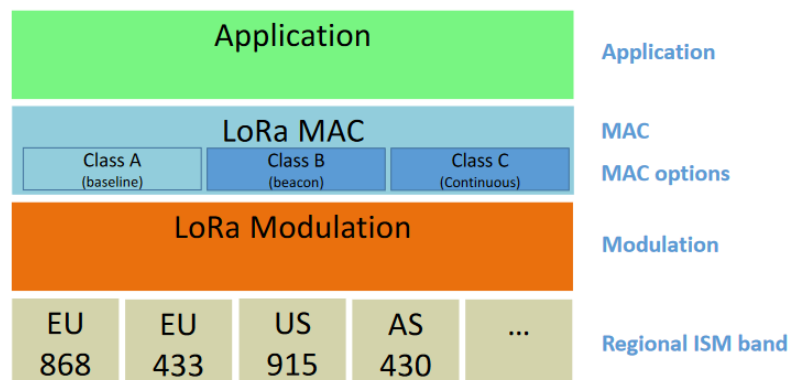 Application
Application
LoRa MAC
MAC
Class A
(baseline)
Class B
(beacon)
Class C
(Continuous)
MAC options
LoRa Modulation
Modulation
EU
868
EU
433
US
915
AS
430
...
Regional ISM band